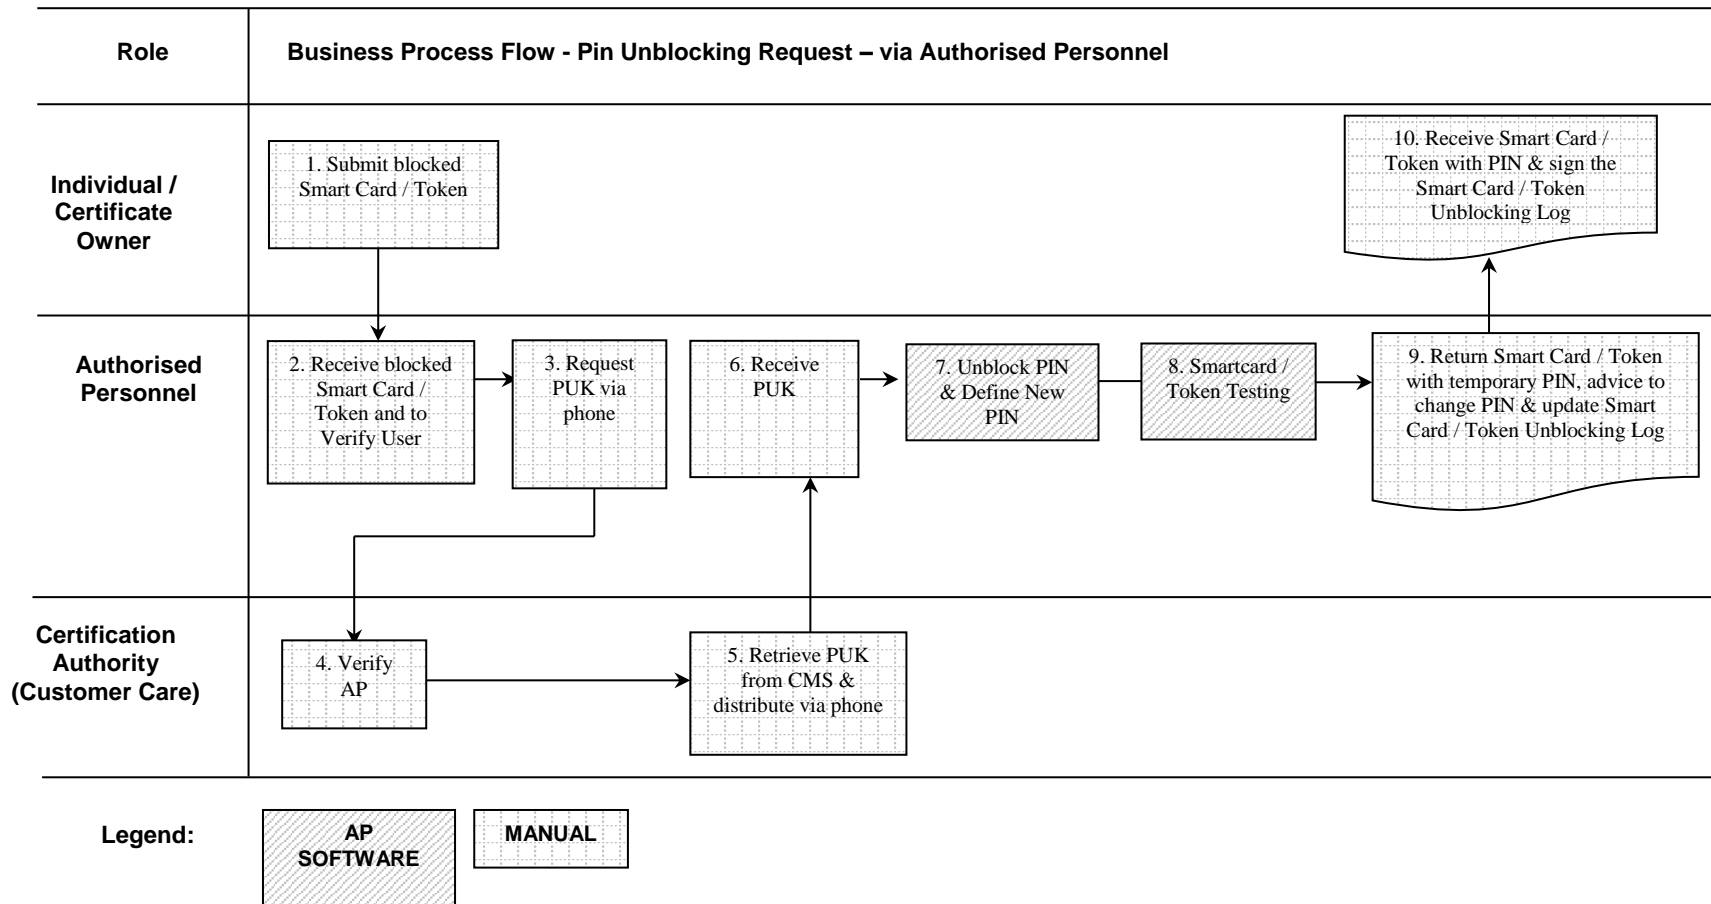 Role
Business Process Flow - Pin Unblocking Request – via Authorised Personnel
Individual /
Certificate
Owner
1. Submit blocked
Smart Card / Token
10. Receive Smart Card /
Token with PIN & sign the
Smart Card / Token
Unblocking Log
Authorised
Personnel
2. Receive blocked
Smart Card /
Token and to
Verify User
3. Request
PUK via
phone
6. Receive
PUK
7. Unblock PIN
& Define New
PIN
8. Smartcard /
Token Testing
9. Return Smart Card / Token
with temporary PIN, advice to
change PIN & update Smart
Card / Token Unblocking Log
Certification
Authority
(Customer Care)
4. Verify
AP
5. Retrieve PUK
from CMS &
distribute via phone
Legend:
AP
SOFTWARE
MANUAL